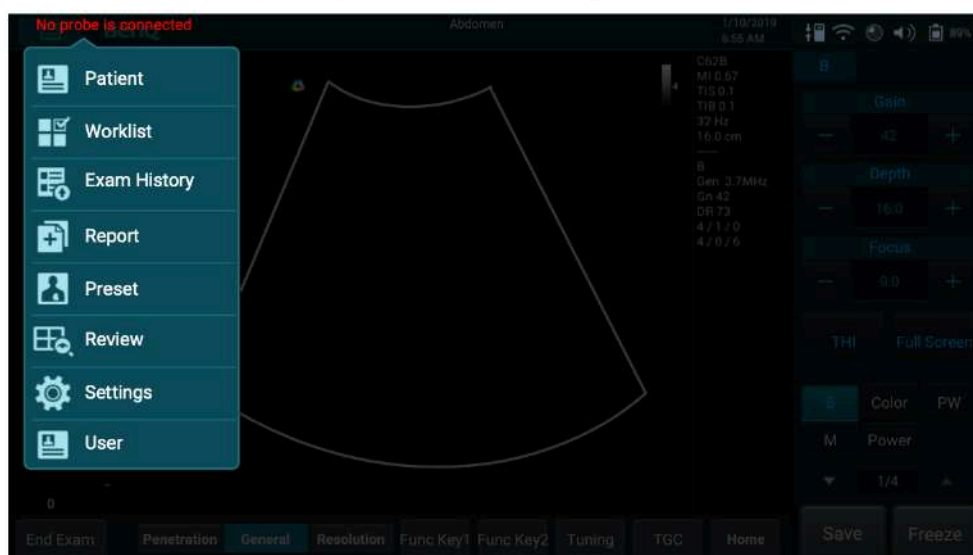 No probe is connected
BenQ
Abdomen
1/10/2019
6:55 AM
89%
Patient
Worklist
Exam History
Report
Preset
Review
Settings
User
C62B
MI 0.67
TIS 0.1
TIB 0.1
32 Hz
16.0 cm
B
Gen 3.7MHz
Gn 42
DR 73
4 / 1 / 0
4 / 0 / 6
4
0
B
Gain
− 42 +
Depth
− 16.0 +
Focus
− 9.0 +
THI Full Screen
B Color PW
M Power
1/4
Save Freeze
End Exam Penetration General Resolution Func Key1 Func Key2 Tuning TGC Home